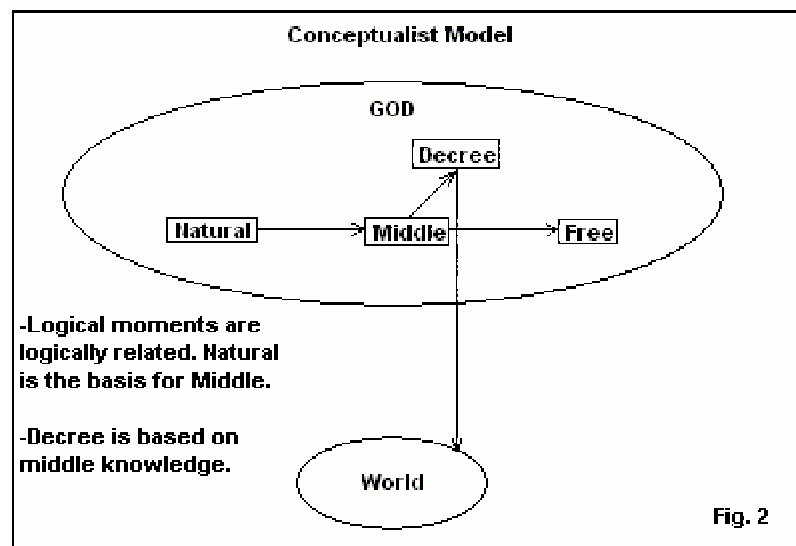 Conceptualist Model
GOD
Decree
Natural
Middle
Free
-Logical moments are
logically related. Natural
is the basis for Middle.
-Decree is based on
middle knowledge.
World
Fig. 2